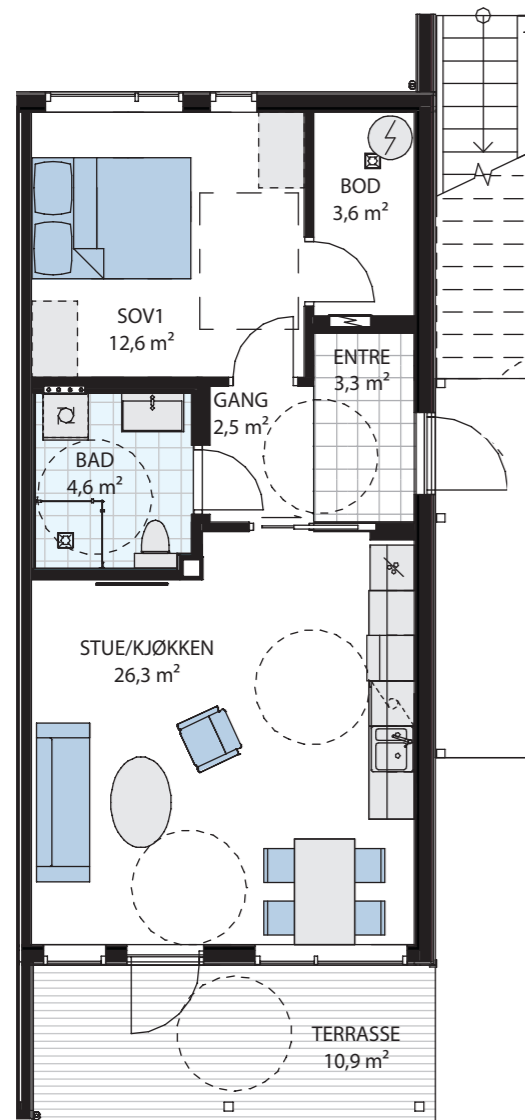 BOD
3,6 m²
SOV1
12,6 m²
ENTRE
3,3 m²
GANG
2,5 m²
BAD
4,6 m²
STUE/KJØKKEN
26,3 m²
TERRASSE
10,9 m²